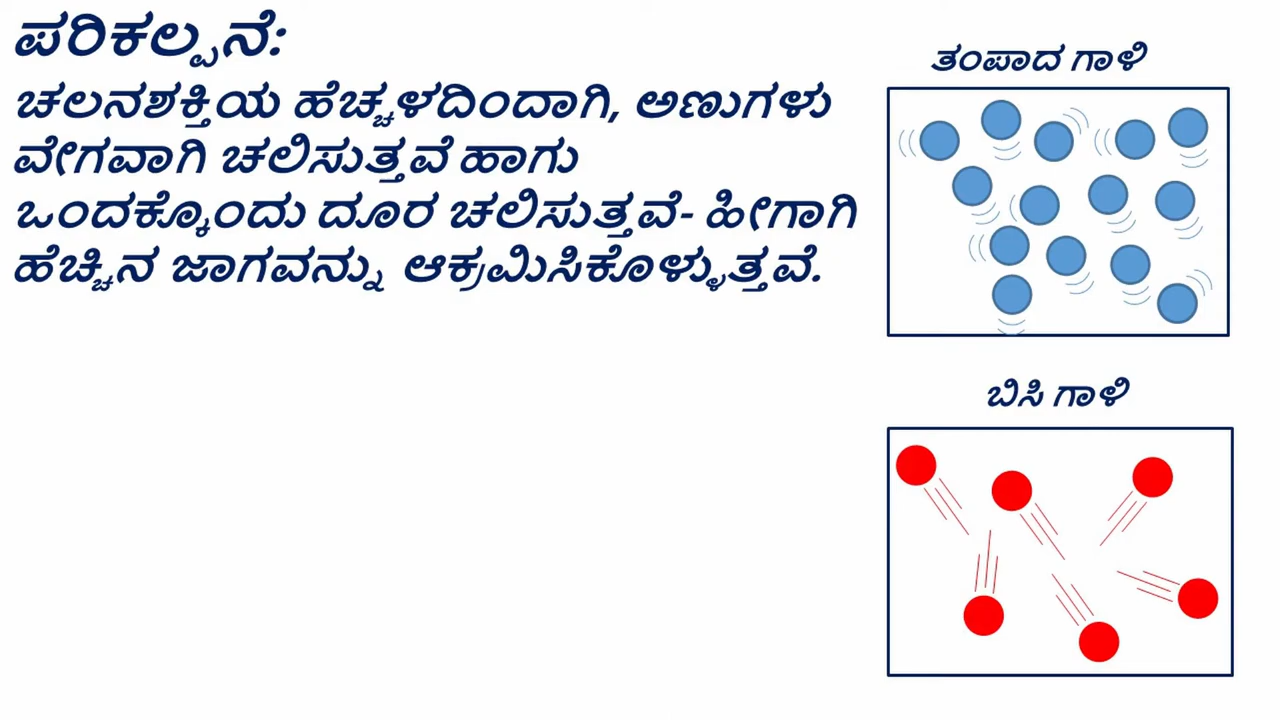 ಪರಿಕಲ್ಪನೆ:
ಚಲನಶಕ್ತಿಯ ಹೆಚ್ಚಳದಿಂದಾಗಿ, ಅಣುಗಳು
ವೇಗವಾಗಿ ಚಲಿಸುತ್ತವೆ ಹಾಗು
ಒಂದಕ್ಕೊಂದು ದೂರ ಚಲಿಸುತ್ತವೆ- ಹೀಗಾಗಿ
ಹೆಚ್ಚಿನ ಜಾಗವನ್ನು ಆಕ್ರಮಿಸಿಕೊಳ್ಳುತ್ತವೆ.
ತಂಪಾದ ಗಾಳಿ
ಬಿಸಿ ಗಾಳಿ